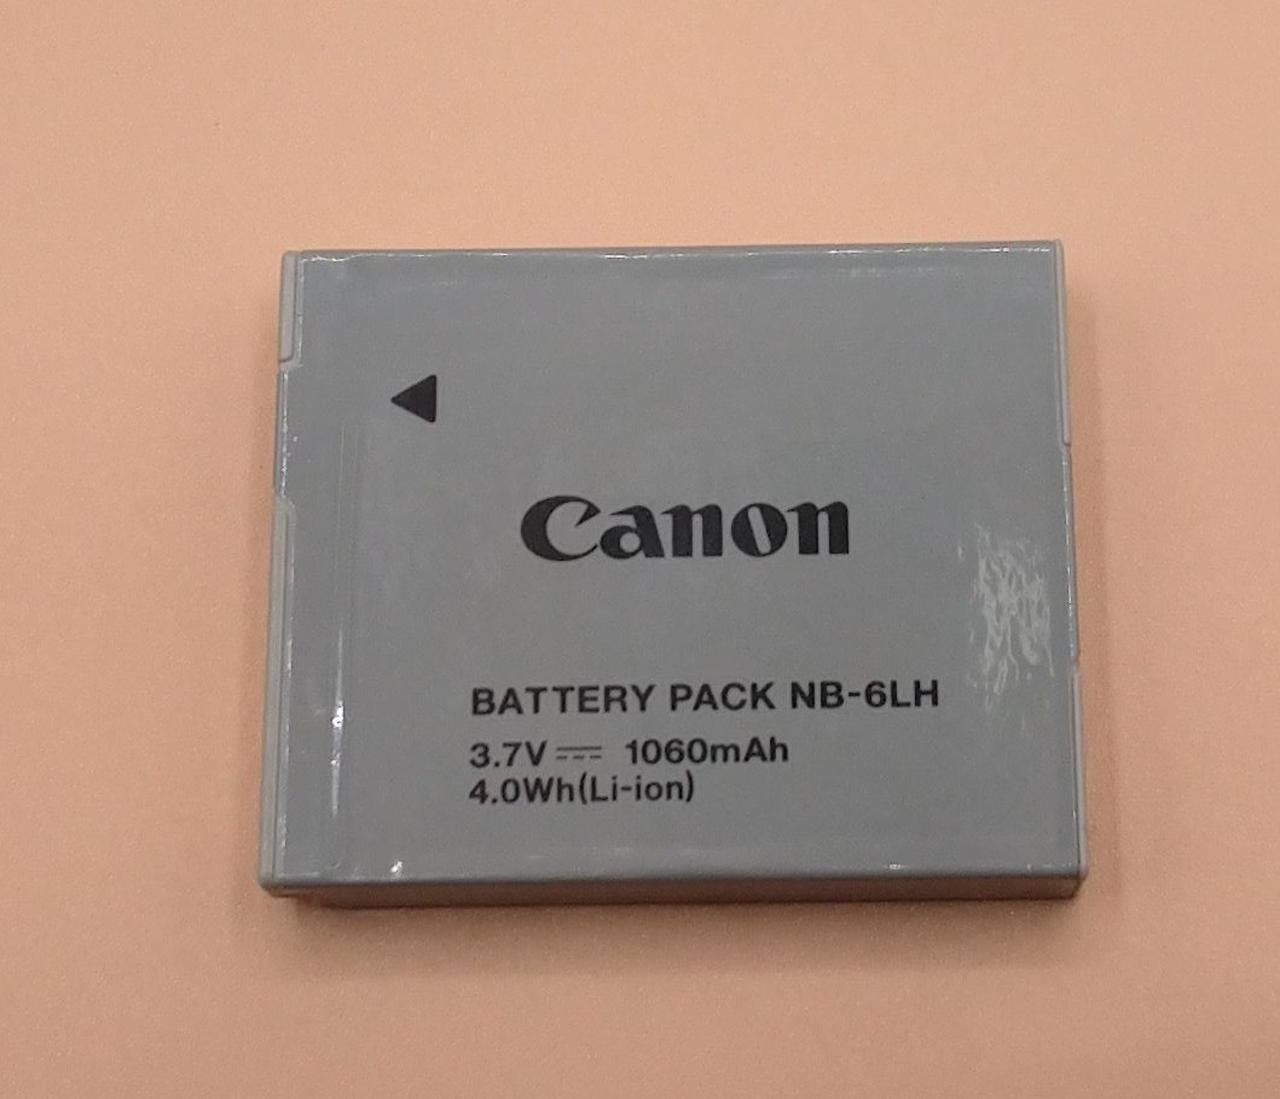 Canon
BATTERY PACK NB-6LH
3.7V⎓ 1060mAh
4.0Wh(Li-ion)